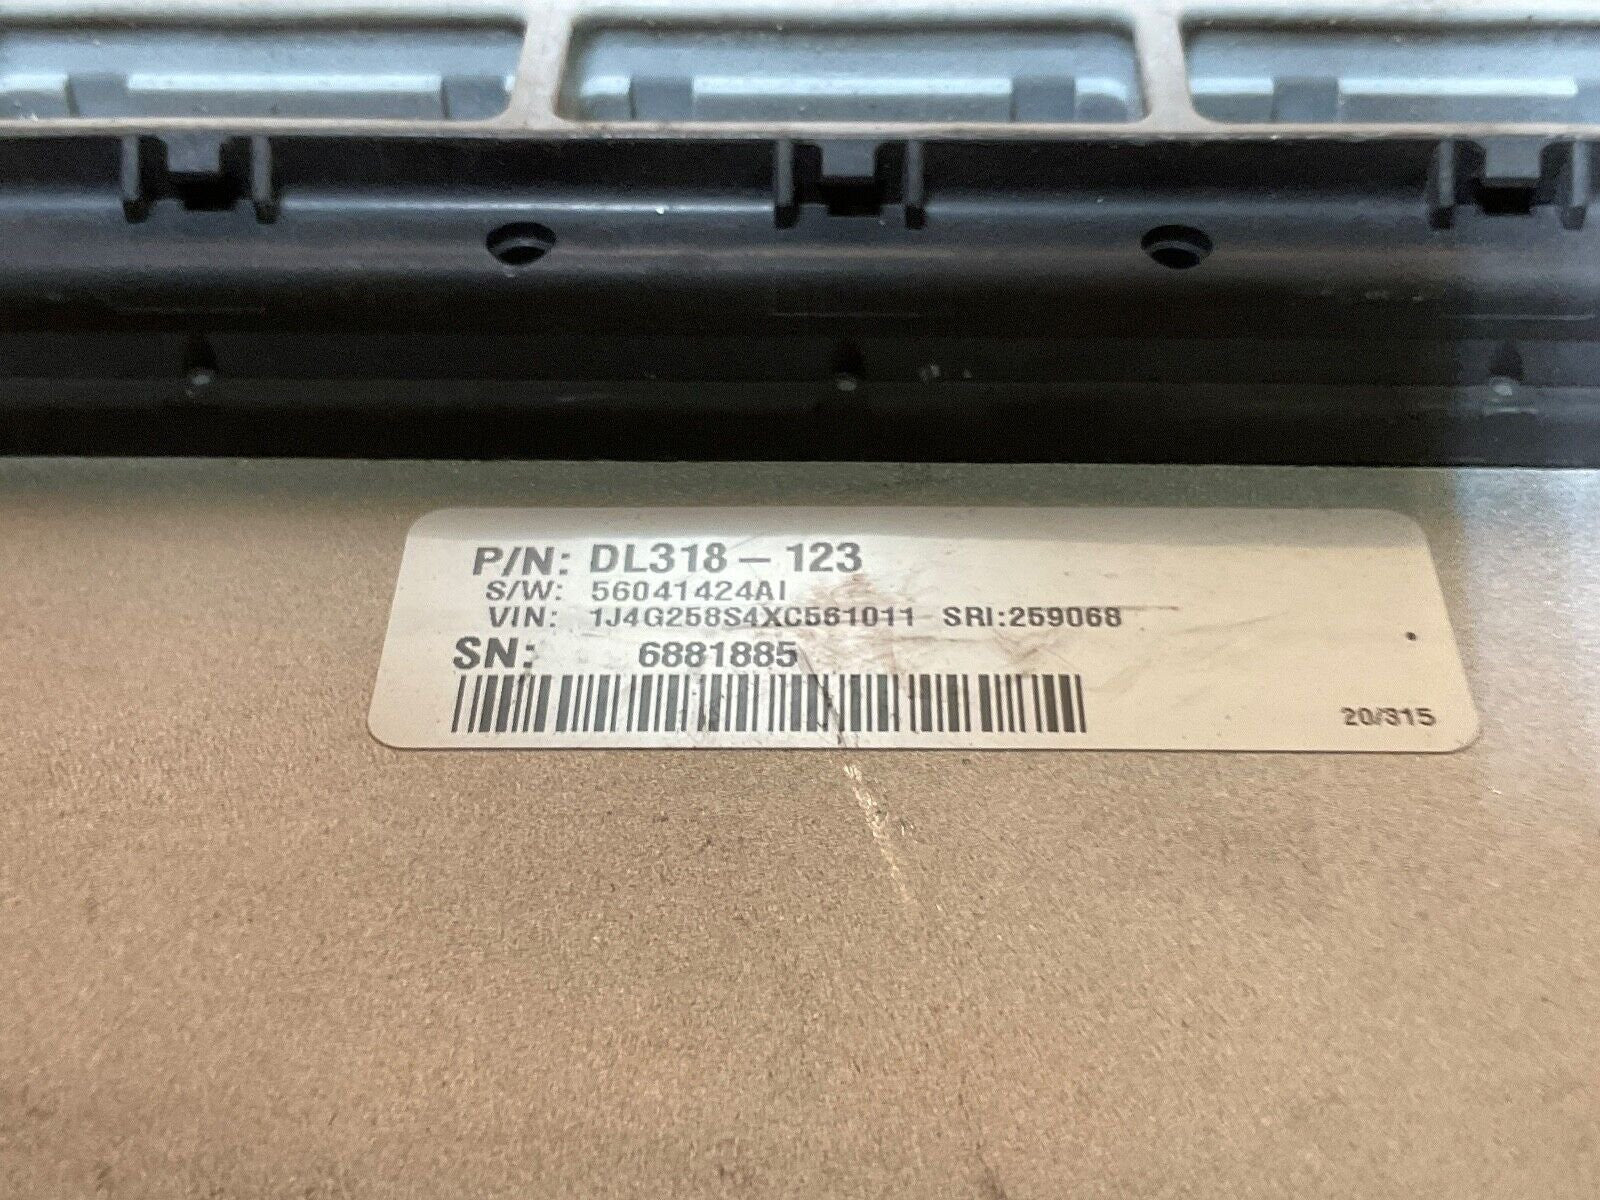 P/N: DL318-123
S/W: 56041424AI
VIN: 1J4G258S4XC561011 SRI:259068
SN: 6881885
20/315